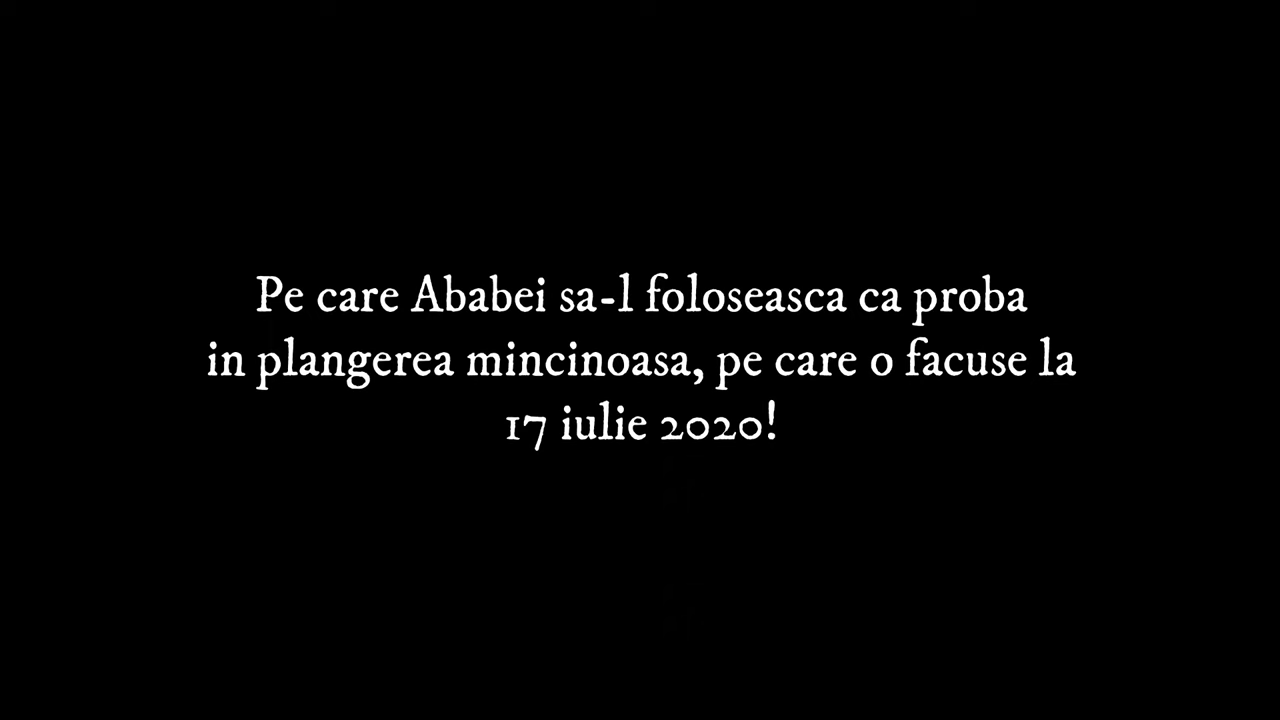 Pe care Ababei sa-l foloseasca ca proba
in plangerea mincinoasa, pe care o facuse la
17 iulie 2020!